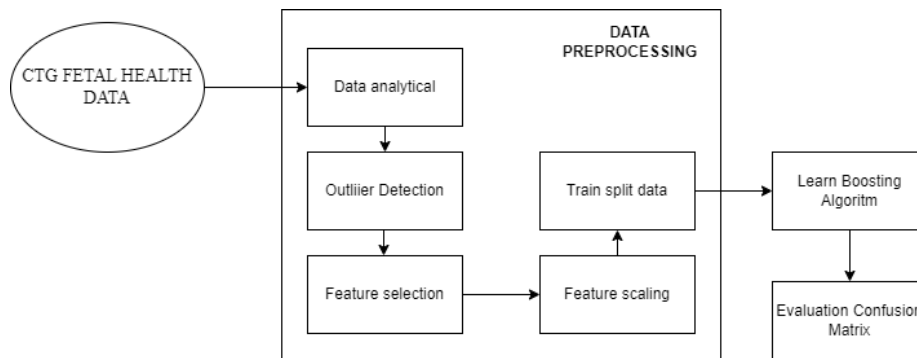 CTG FETAL HEALTH
DATA
DATA
PREPROCESSING
Data analytical
Outliier Detection
Feature selection
Feature scaling
Train split data
Learn Boosting
Algoritm
Evaluation Confusion
Matrix